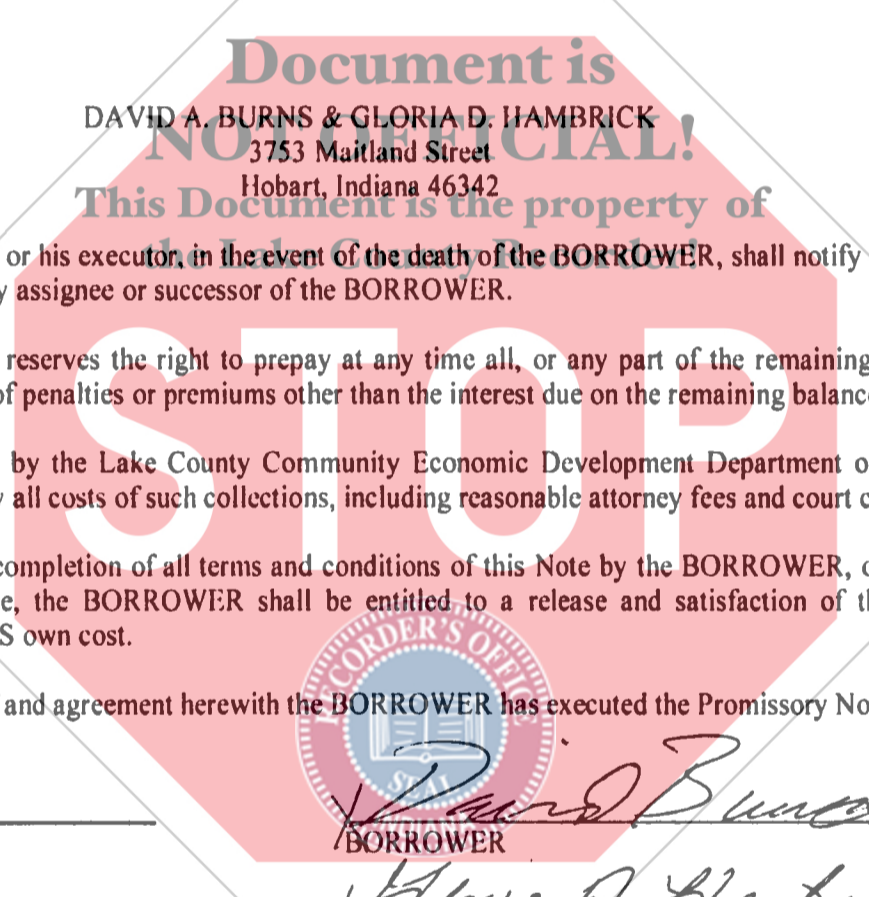 Document is
DAVID A. BURNS & GLORIA D. HAMBRICK
NOT OFFICIAL!
3753 Maitland Street
Hobart, Indiana 46342
This Document is the property of
the Lake County Recorder!
or his executor, in the event of the death of the BORROWER, shall notify
assignee or successor of the BORROWER.
reserves the right to prepay at any time all, or any part of the remaining
of penalties or premiums other than the interest due on the remaining balance
STOP
by the Lake County Community Economic Development Department o
all costs of such collections, including reasonable attorney fees and court c
completion of all terms and conditions of this Note by the BORROWER, o
e, the BORROWER shall be entitled to a release and satisfaction of th
S own cost.
RECORDER'S OFFICE
and agreement herewith the BORROWER has executed the Promissory No
SEAL
INDIANA
David Burns
BORROWER